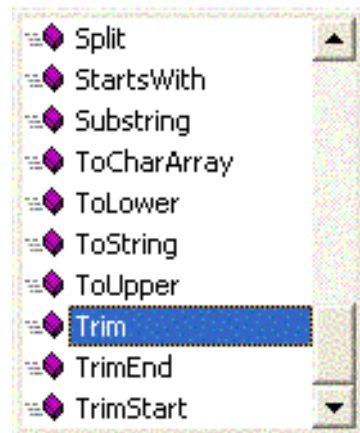 Split
StartsWith
Substring
ToCharArray
ToLower
ToString
ToUpper
Trim
TrimEnd
TrimStart